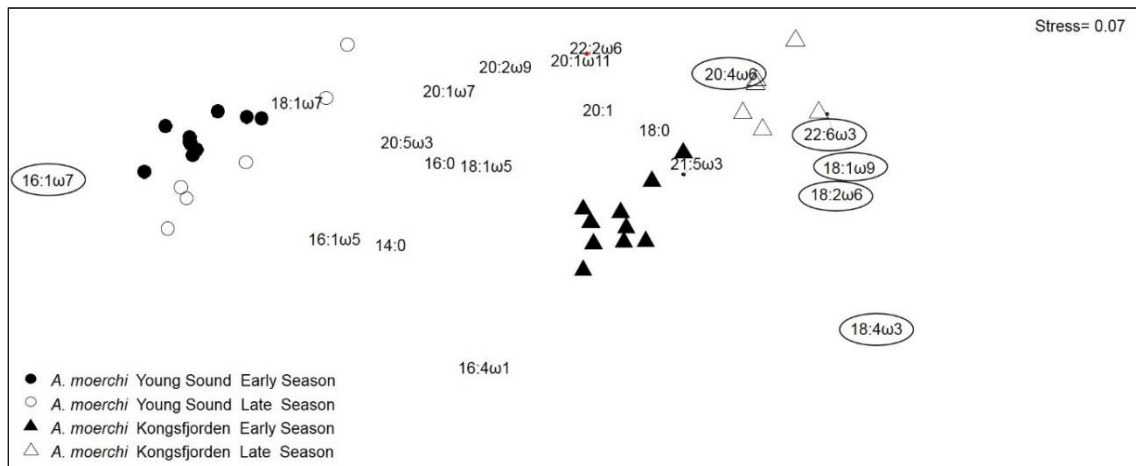 Stress= 0.07
22:2ω6
20:1ω11
20:2ω9
20:4ω6
20:1ω7
18:1ω7
20:1
18:0
22:6ω3
20:5ω3
16:0
18:1ω5
21:5ω3
18:1ω9
16:1ω7
18:2ω6
16:1ω5
14:0
18:4ω3
16:4ω1
A. moerchi Young Sound Early Season
A. moerchi Young Sound Late Season
A. moerchi Kongsfjorden Early Season
A. moerchi Kongsfjorden Late Season